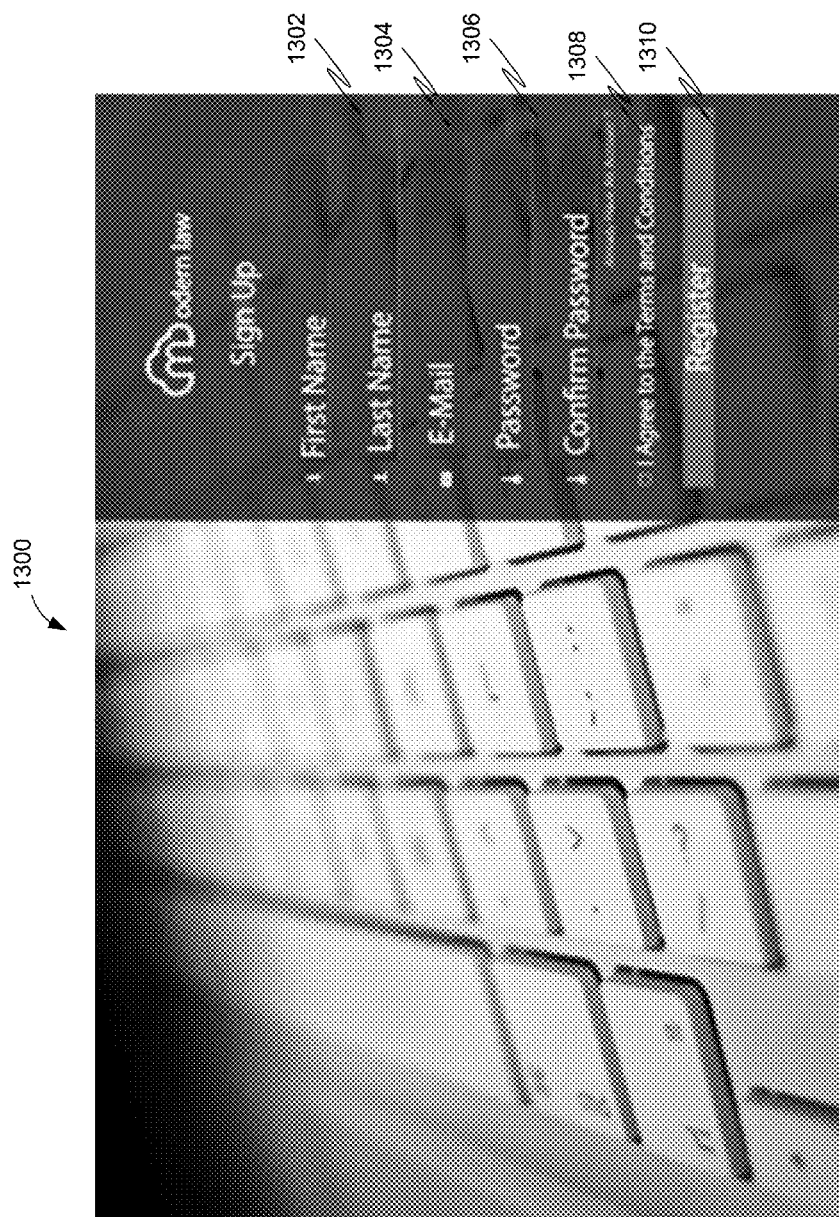 1300
modern law
Sign Up
First Name
1302
Last Name
1304
E-Mail
Password
1306
Confirm Password
I Agree to the Terms and Conditions
1308
Register
1310